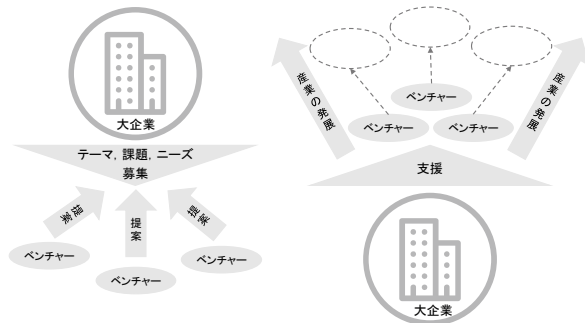 大企業
テーマ, 課題, ニーズ
募集
提案
提案
提案
ベンチャー
ベンチャー
ベンチャー
産業の発展
産業の発展
ベンチャー
ベンチャー
ベンチャー
支援
大企業